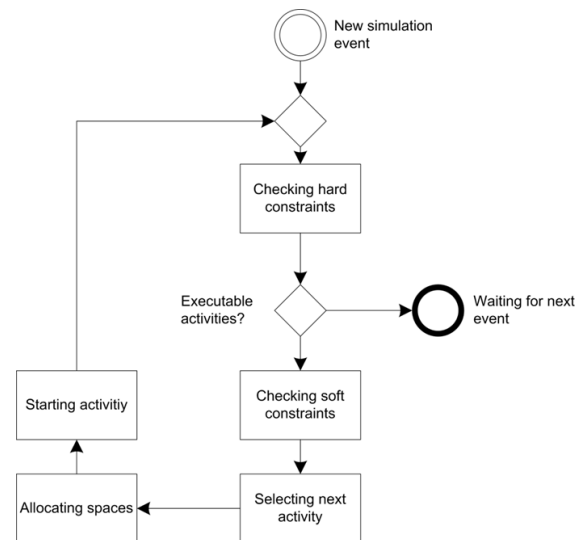 New simulation
event
Checking hard
constraints
Executable
activities?
Waiting for next
event
Checking soft
constraints
Starting activitiy
Selecting next
activity
Allocating spaces